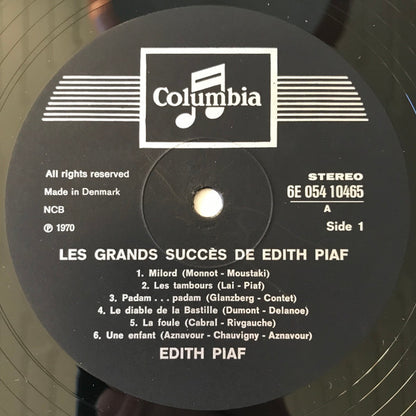 Columbia
All rights reserved
Made in Denmark
NCB
℗ 1970
STEREO
6E 054 10465
A
Side 1
LES GRANDS SUCCÈS DE EDITH PIAF
1. Milord (Monnot - Moustaki)
2. Les tambours (Lai - Piaf)
3. Padam . . . padam (Glanzberg - Contet)
4. Le diable de la Bastille (Dumont - Delanoe)
5. La foule (Cabral - Rivgauche)
6. Une enfant (Aznavour - Chauvigny - Aznavour)
EDITH PIAF